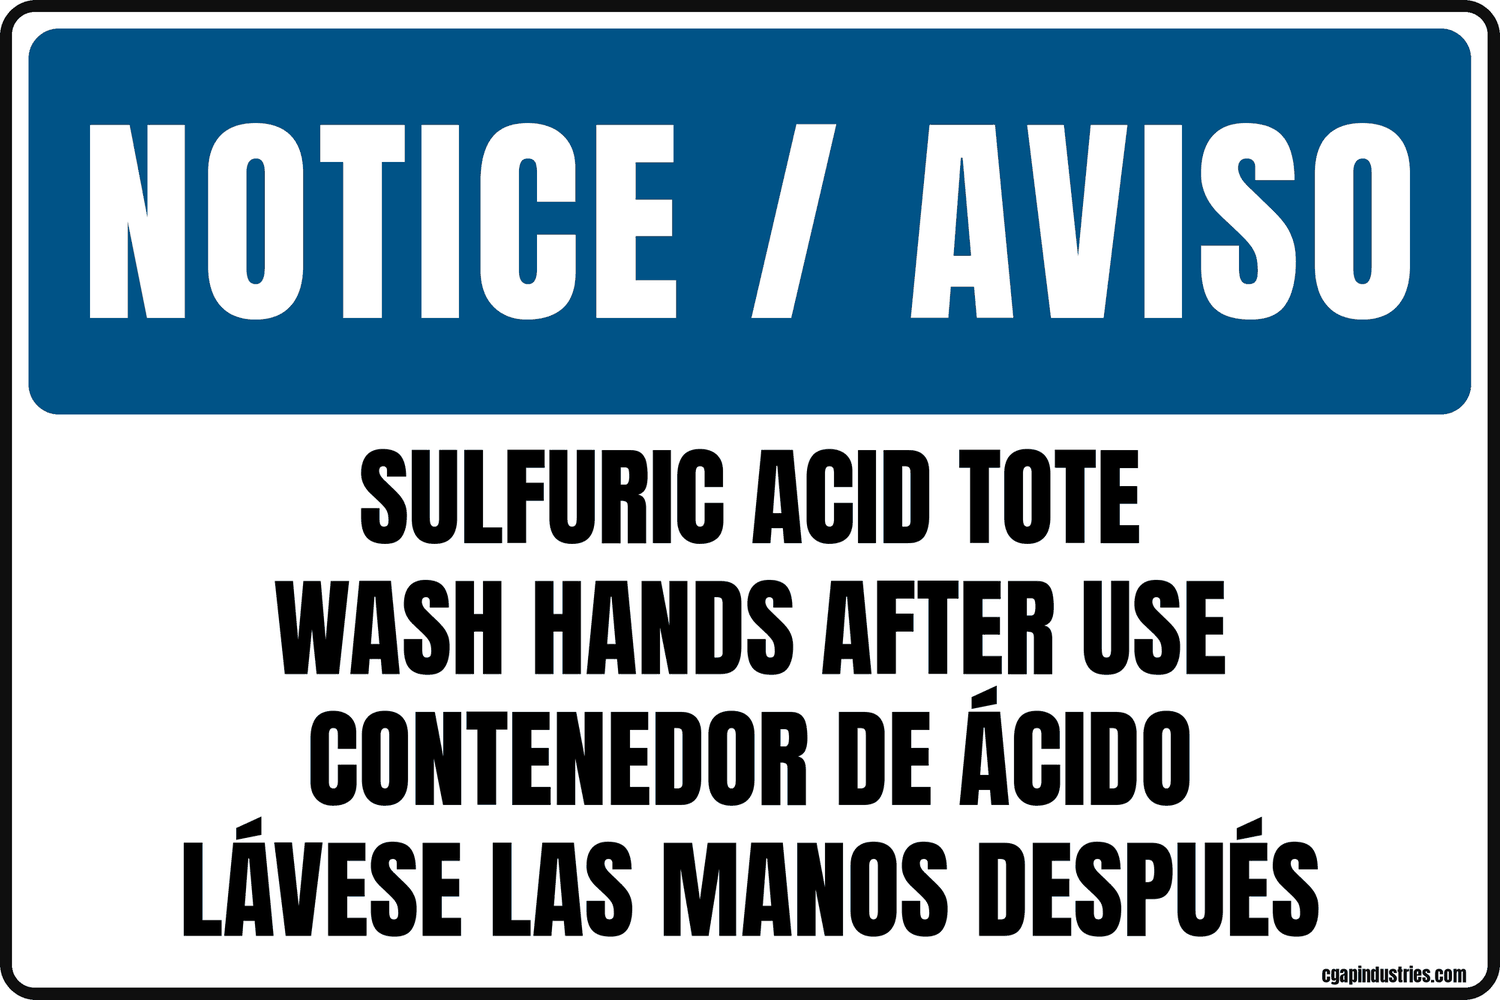 NOTICE / AVISO
SULFURIC ACID TOTE
WASH HANDS AFTER USE
CONTENEDOR DE ÁCIDO
LÁVESE LAS MANOS DESPUÉS
cgapindustries.com